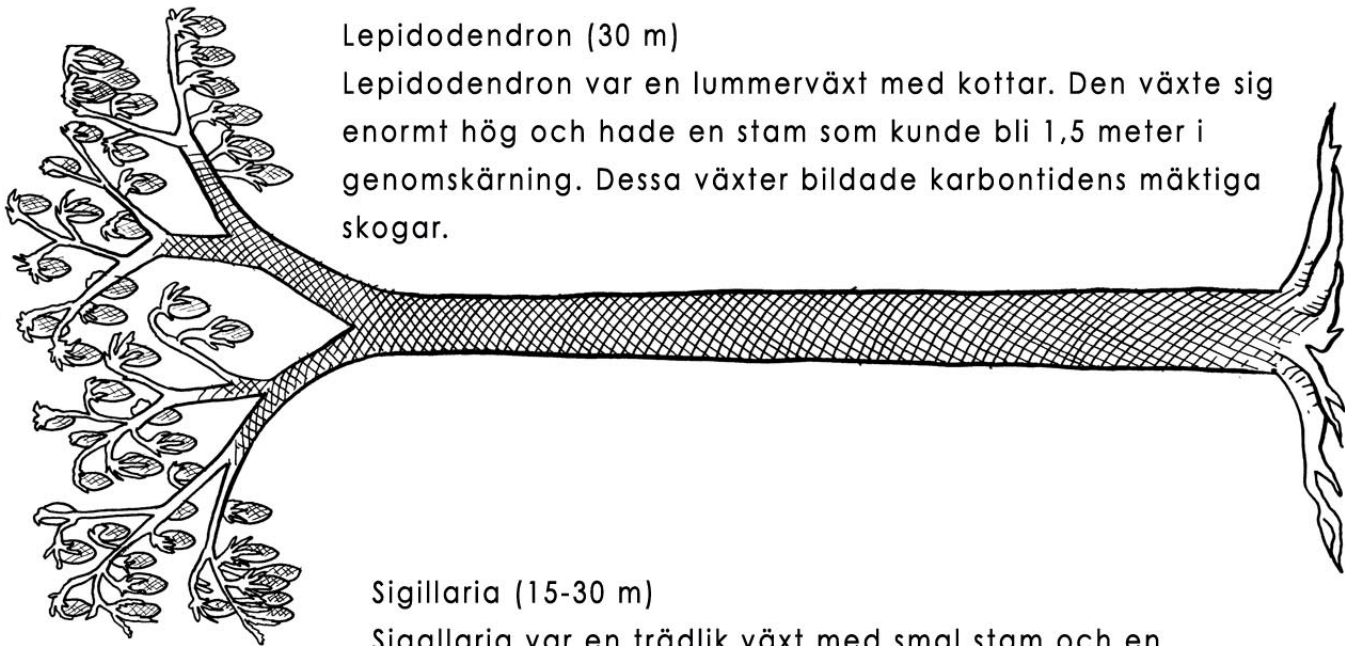 Lepidodendron (30 m)
Lepidodendron var en lummerväxt med kottar. Den växte sig
enormt hög och hade en stam som kunde bli 1,5 meter i
genomskärning. Dessa växter bildade karbontidens mäktiga
skogar.
Sigillaria (15-30 m)
Sigallaria var en trädlik växt med smal stam och en